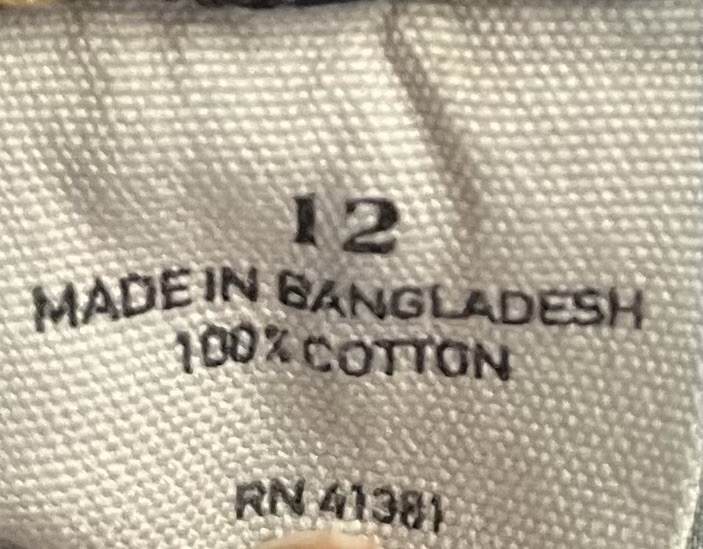 12
MADE IN BANGLADESH
100% COTTON
RN 41381